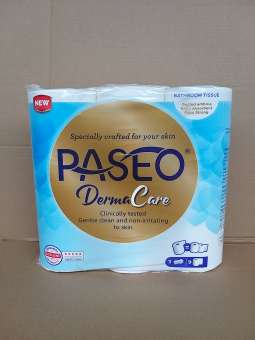 NEW
BATHROOM TISSUE
Specially crafted for your skin
PASEO®
DermaCare
Clinically tested
Gentle clean and non-irritating
to skin